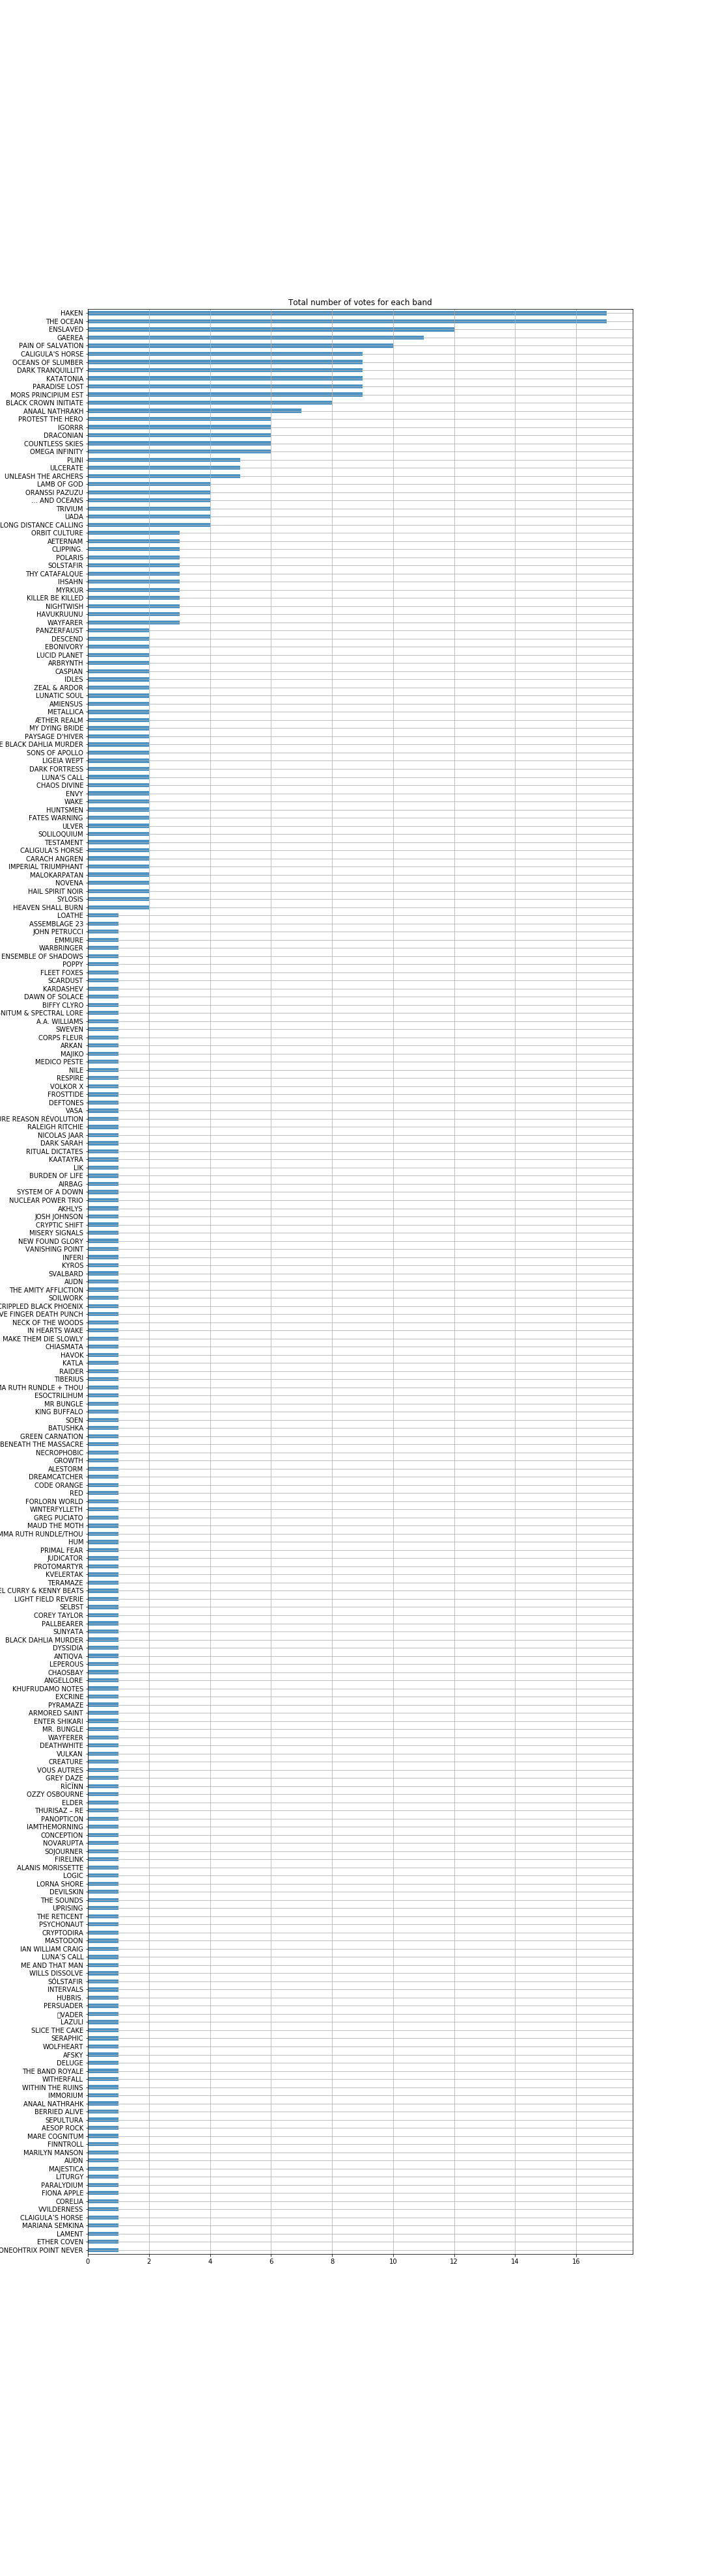 Total number of votes for each band
HAKEN
THE OCEAN
ENSLAVED
GAEREA
PAIN OF SALVATION
CALIGULA'S HORSE
OCEANS OF SLUMBER
DARK TRANQUILLITY
KATATONIA
PARADISE LOST
MORS PRINCIPIUM EST
BLACK CROWN INITIATE
ANAAL NATHRAKH
PROTEST THE HERO
IGORRR
DRACONIAN
COUNTLESS SKIES
OMEGA INFINITY
PLINI
ULCERATE
UNLEASH THE ARCHERS
LAMB OF GOD
ORANSSI PAZUZU
... AND OCEANS
TRIVIUM
UADA
LONG DISTANCE CALLING
ORBIT CULTURE
AETERNAM
CLIPPING.
POLARIS
SOLSTAFIR
THY CATAFALQUE
IHSAHN
MYRKUR
KILLER BE KILLED
NIGHTWISH
HAVUKRUUNU
WAYFARER
PANZERFAUST
DESCEND
EBONIVORY
LUCID PLANET
ARBRYNTH
CASPIAN
IDLES
ZEAL & ARDOR
LUNATIC SOUL
AMIENSUS
METALLICA
ÆTHER REALM
MY DYING BRIDE
PAYSAGE D'HIVER
E BLACK DAHLIA MURDER
SONS OF APOLLO
LIGEIA WEPT
DARK FORTRESS
LUNA'S CALL
CHAOS DIVINE
ENVY
WAKE
HUNTSMEN
FATES WARNING
ULVER
SOLILOQUIUM
TESTAMENT
CALIGULA’S HORSE
CARACH ANGREN
IMPERIAL TRIUMPHANT
MALOKARPATAN
NOVENA
HAIL SPIRIT NOIR
SYLOSIS
HEAVEN SHALL BURN
LOATHE
ASSEMBLAGE 23
JOHN PETRUCCI
EMMURE
WARBRINGER
ENSEMBLE OF SHADOWS
POPPY
FLEET FOXES
SCARDUST
KARDASHEV
DAWN OF SOLACE
BIFFY CLYRO
NITUM & SPECTRAL LORE
A.A. WILLIAMS
SWEVEN
CORPS FLEUR
ARKAN
MAJIKO
MEDICO PESTE
NILE
RESPIRE
VOLKOR X
FROSTTIDE
DEFTONES
VASA
URE REASON RÉVOLUTION
RALEIGH RITCHIE
NICOLAS JAAR
DARK SARAH
RITUAL DICTATES
KAATAYRA
LIK
BURDEN OF LIFE
AIRBAG
SYSTEM OF A DOWN
NUCLEAR POWER TRIO
AKHLYS
JOSH JOHNSON
CRYPTIC SHIFT
MISERY SIGNALS
NEW FOUND GLORY
VANISHING POINT
INFERI
KYROS
SVALBARD
AUDN
THE AMITY AFFLICTION
SOILWORK
CRIPPLED BLACK PHOENIX
VE FINGER DEATH PUNCH
NECK OF THE WOODS
IN HEARTS WAKE
MAKE THEM DIE SLOWLY
CHIASMATA
HAVOK
KATLA
RAIDER
TIBERIUS
MA RUTH RUNDLE + THOU
ESOCTRILIHUM
MR BUNGLE
KING BUFFALO
SOEN
BATUSHKA
GREEN CARNATION
BENEATH THE MASSACRE
NECROPHOBIC
GROWTH
ALESTORM
DREAMCATCHER
CODE ORANGE
RED
FORLORN WORLD
WINTERFYLLETH
GREG PUCIATO
MAUD THE MOTH
MMA RUTH RUNDLE/THOU
HUM
PRIMAL FEAR
JUDICATOR
PROTOMARTYR
KVELERTAK
TERAMAZE
EL CURRY & KENNY BEATS
LIGHT FIELD REVERIE
SELBST
COREY TAYLOR
PALLBEARER
SUNYATA
BLACK DAHLIA MURDER
DYSSIDIA
ANTIQVA
LEPEROUS
CHAOSBAY
ANGELLORE
KHUFRUDAMO NOTES
EXCRINE
PYRAMAZE
ARMORED SAINT
ENTER SHIKARI
MR. BUNGLE
WAYFERER
DEATHWHITE
VULKAN
CREATURE
VOUS AUTRES
GREY DAZE
RÏCÏNN
OZZY OSBOURNE
ELDER
THURISAZ – RE
PANOPTICON
IAMTHEMORNING
CONCEPTION
NOVARUPTA
SOJOURNER
FIRELINK
ALANIS MORISSETTE
LOGIC
LORNA SHORE
DEVILSKIN
THE SOUNDS
UPRISING
THE RETICENT
PSYCHONAUT
CRYPTODIRA
MASTODON
IAN WILLIAM CRAIG
LUNA’S CALL
ME AND THAT MAN
WILLS DISSOLVE
SÓLSTAFIR
INTERVALS
HUBRIS.
PERSUADER
VADER
LAZULI
SLICE THE CAKE
SERAPHIC
WOLFHEART
AFSKY
DELUGE
THE BAND ROYALE
WITHERFALL
WITHIN THE RUINS
IMMORIUM
ANAAL NATHRAHK
BERRIED ALIVE
SEPULTURA
AESOP ROCK
MARE COGNITUM
FINNTROLL
MARILYN MANSON
AUÐN
MAJESTICA
LITURGY
PARALYDIUM
FIONA APPLE
CORELIA
VVILDERNESS
CLAIGULA’S HORSE
MARIANA SEMKINA
LAMENT
ETHER COVEN
ONEOHTRIX POINT NEVER
0 2 4 6 8 10 12 14 16